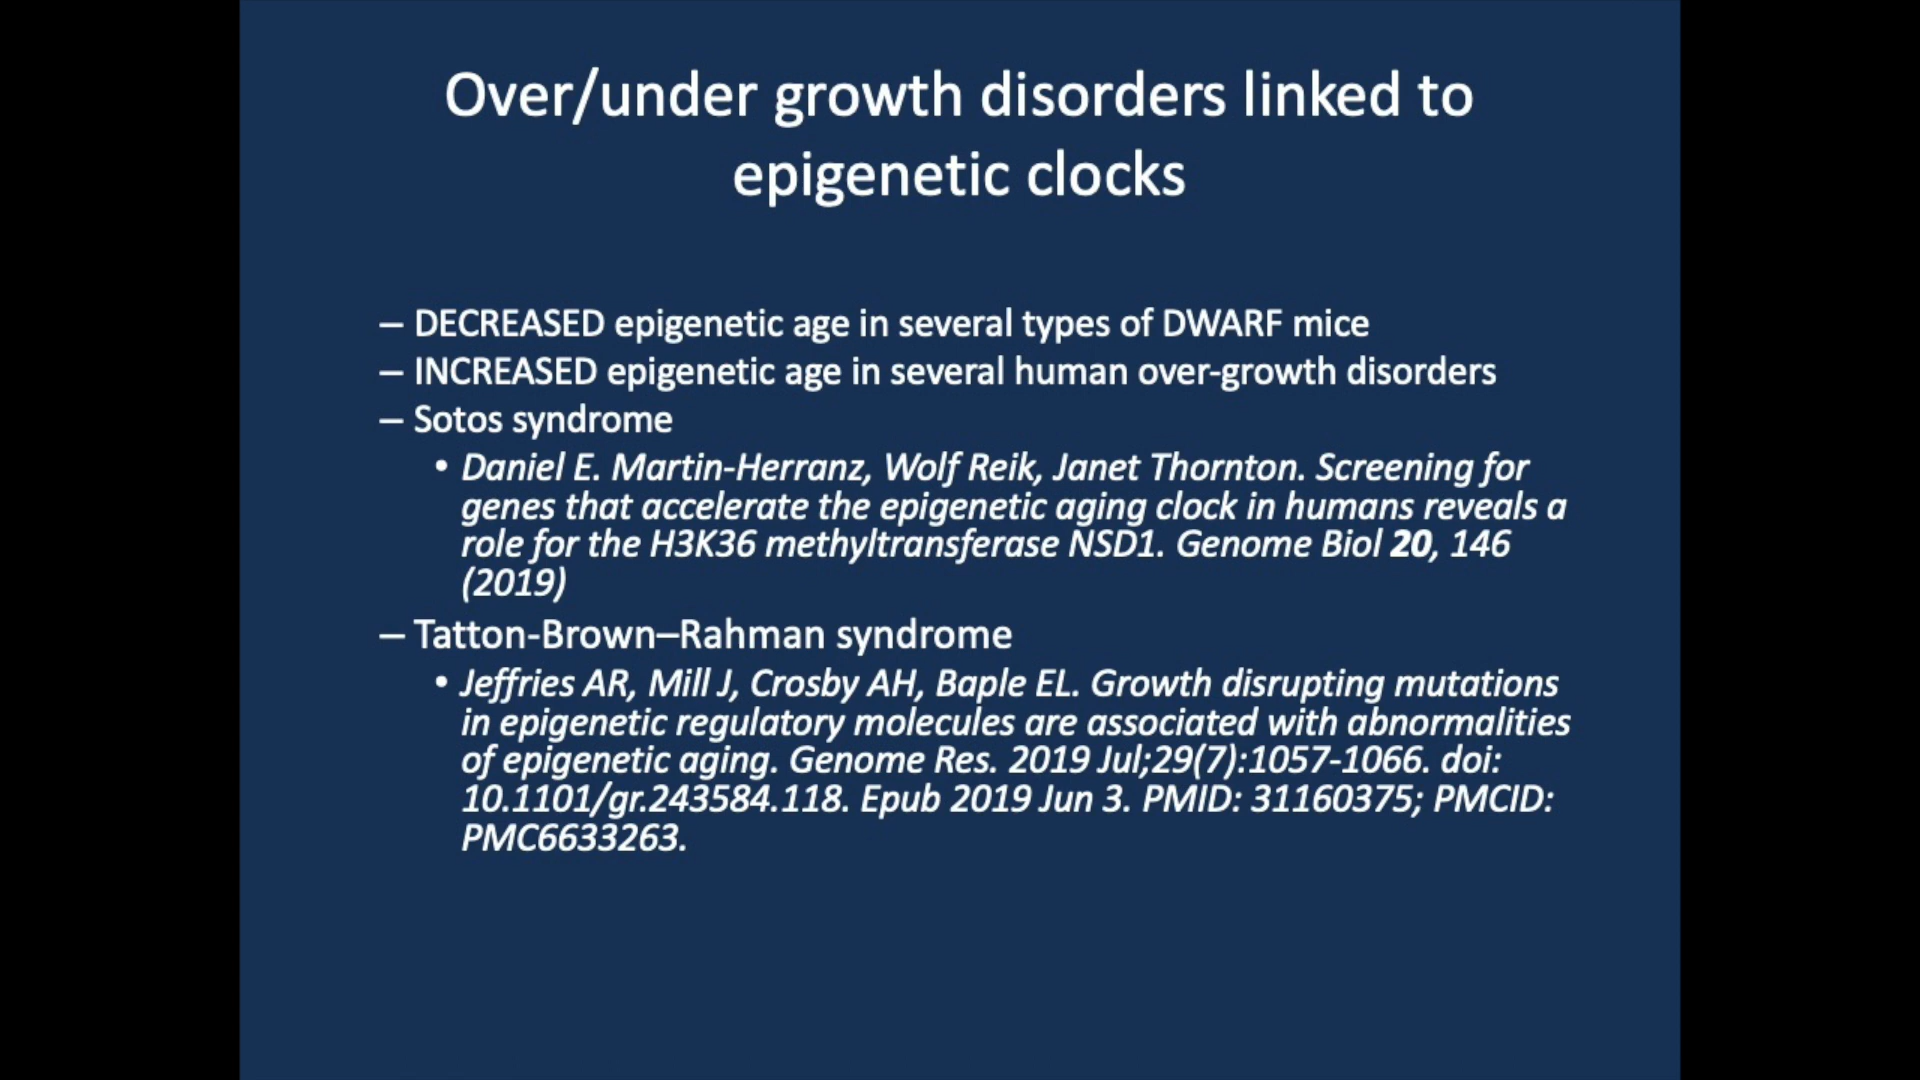 Over/under growth disorders linked to
epigenetic clocks
– DECREASED epigenetic age in several types of DWARF mice
– INCREASED epigenetic age in several human over-growth disorders
– Sotos syndrome
• Daniel E. Martin-Herranz, Wolf Reik, Janet Thornton. Screening for
genes that accelerate the epigenetic aging clock in humans reveals a
role for the H3K36 methyltransferase NSD1. Genome Biol 20, 146
(2019)
– Tatton-Brown–Rahman syndrome
• Jeffries AR, Mill J, Crosby AH, Baple EL. Growth disrupting mutations
in epigenetic regulatory molecules are associated with abnormalities
of epigenetic aging. Genome Res. 2019 Jul;29(7):1057-1066. doi:
10.1101/gr.243584.118. Epub 2019 Jun 3. PMID: 31160375; PMCID:
PMC6633263.